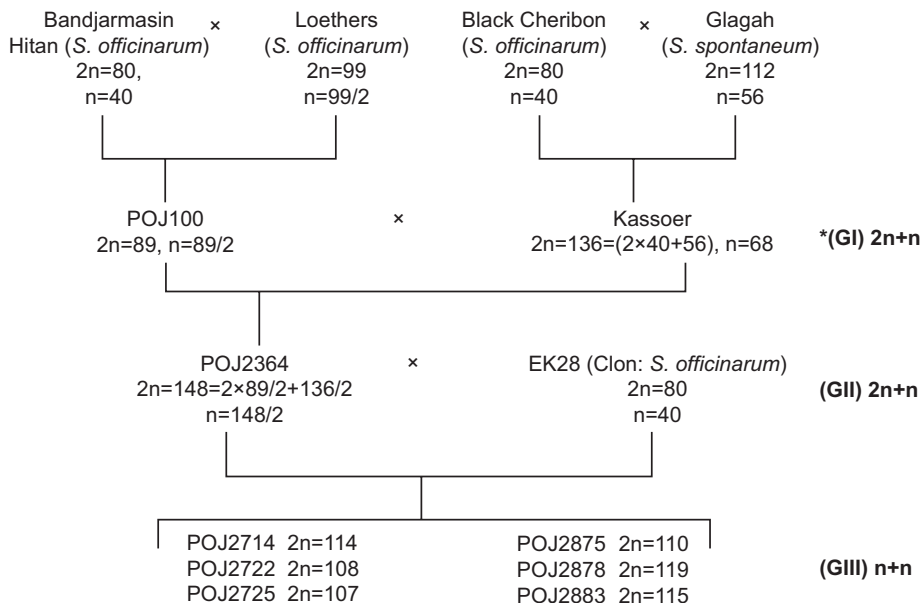 Bandjarmasin × Loethers Black Cheribon × Glagah
Hitan (S. officinarum) (S. officinarum) (S. officinarum) (S. spontaneum)
2n=80, 2n=99 2n=80 2n=112
n=40 n=99/2 n=40 n=56
POJ100 × Kassoer
2n=89, n=89/2 2n=136=(2×40+56), n=68 *(GI) 2n+n
POJ2364 × EK28 (Clon: S. officinarum)
2n=148=2×89/2+136/2 2n=80 (GII) 2n+n
n=148/2 n=40
POJ2714 2n=114 POJ2875 2n=110
POJ2722 2n=108 POJ2878 2n=119 (GIII) n+n
POJ2725 2n=107 POJ2883 2n=115